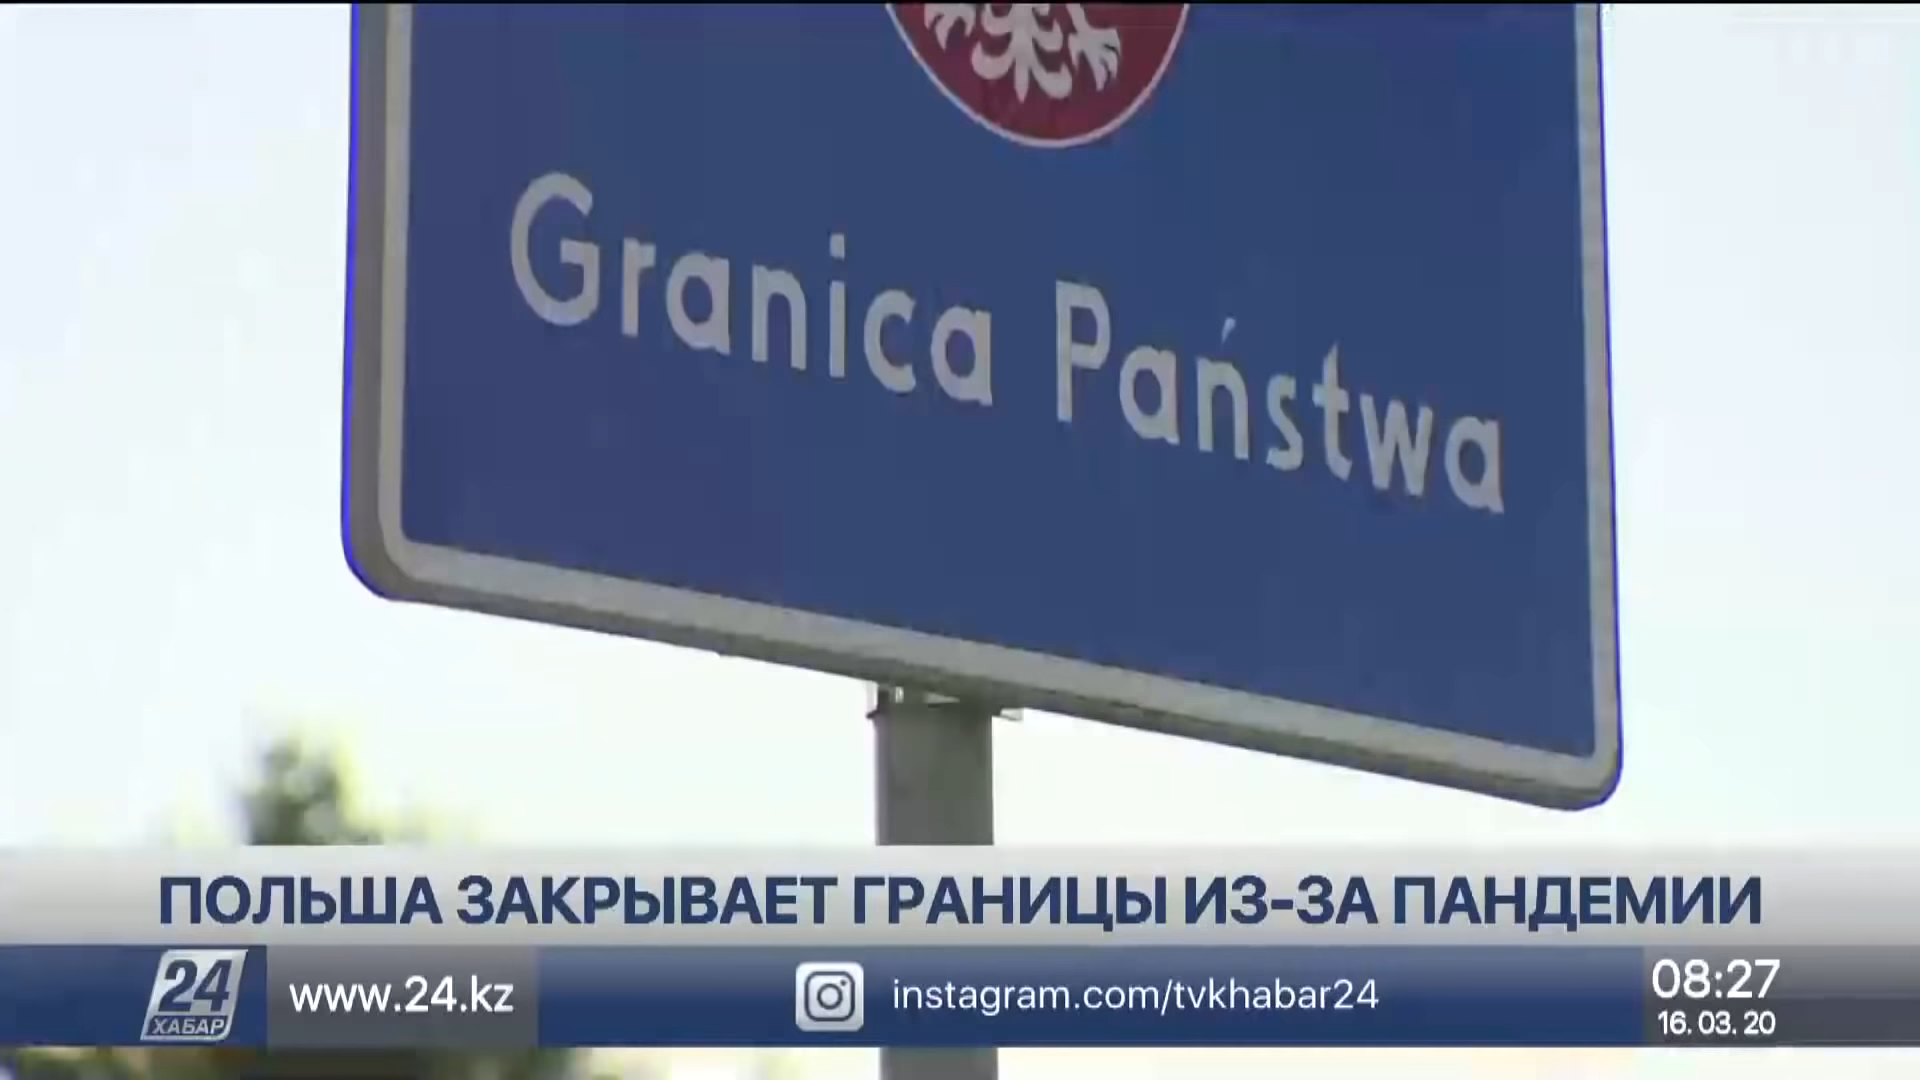 Granica Państwa
ПОЛЬША ЗАКРЫВАЕТ ГРАНИЦЫ ИЗ-ЗА ПАНДЕМИИ
24
ХАБАР
www.24.kz
instagram.com/tvkhabar24
08:27
16. 03. 20